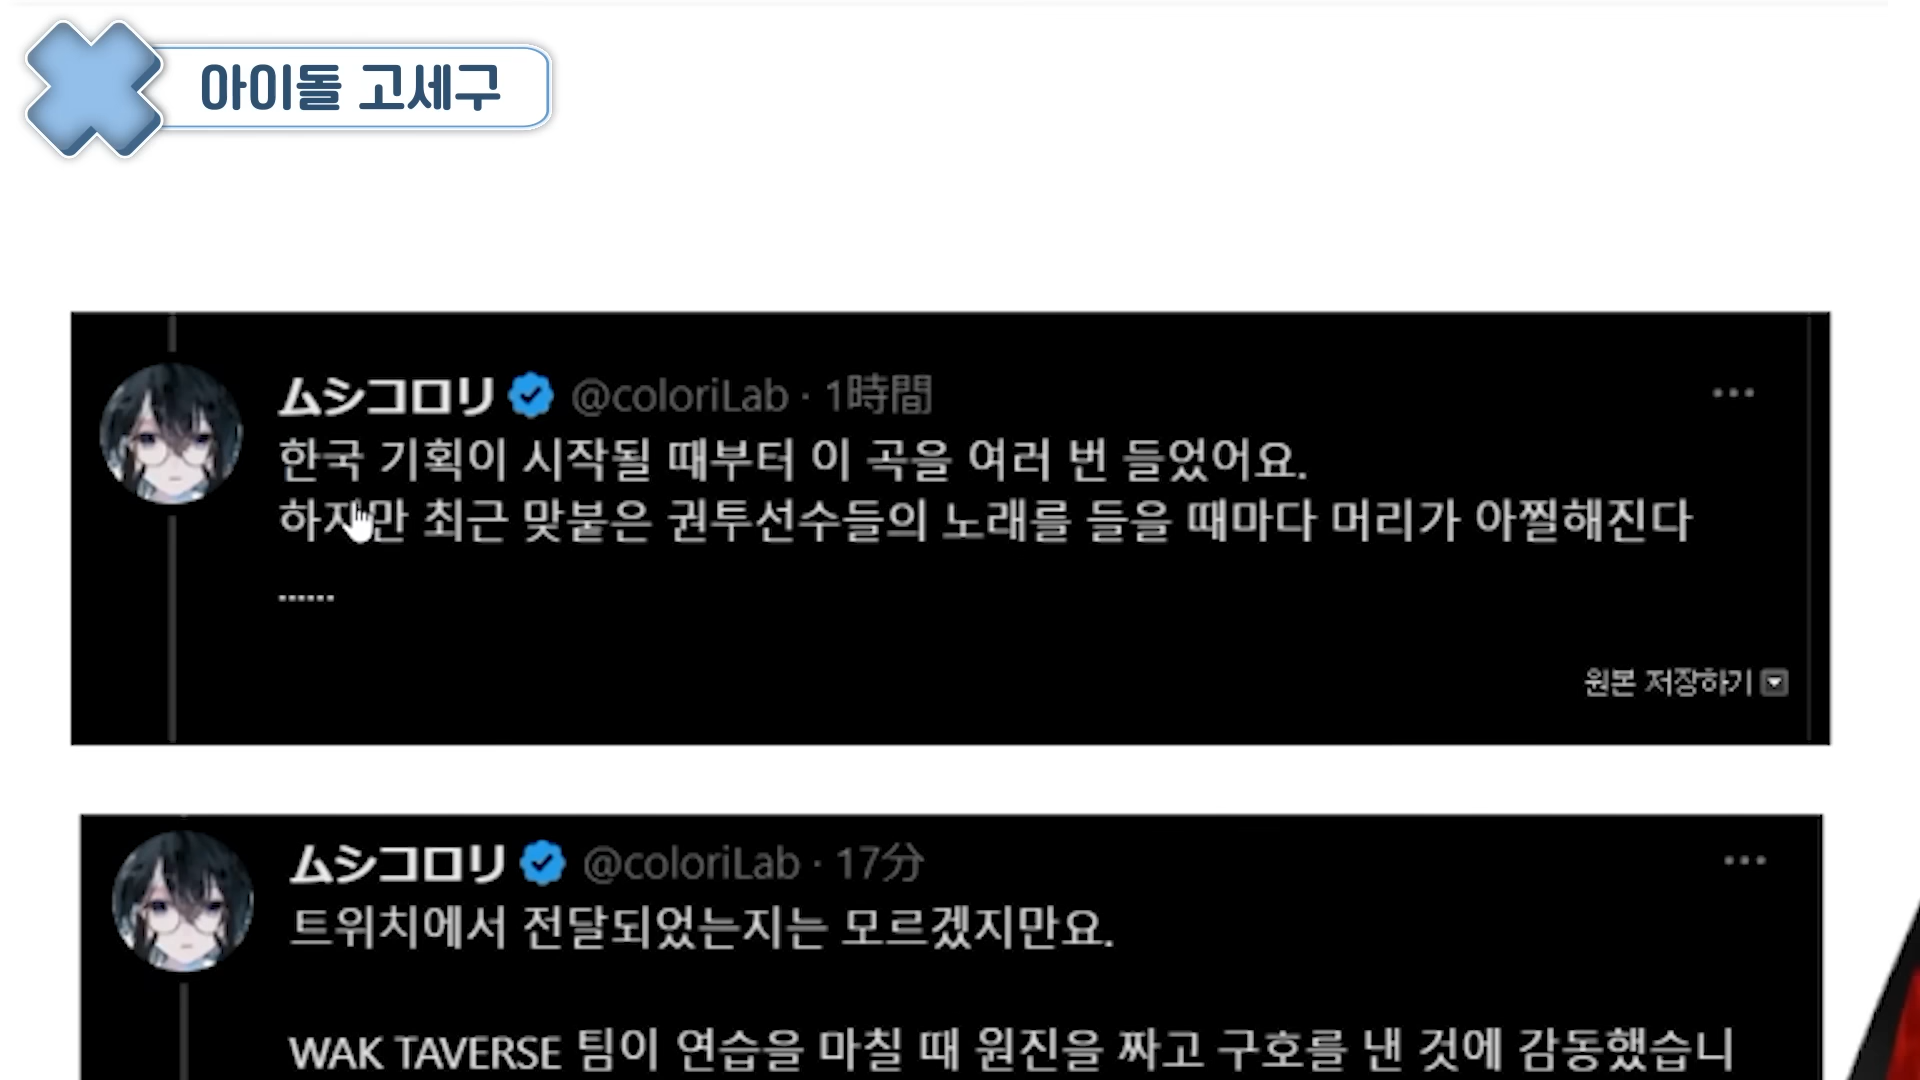 아이돌 고세구
ムシコロリ @coloriLab · 1時間
한국 기획이 시작될 때부터 이 곡을 여러 번 들었어요.
하지만 최근 맞붙은 권투선수들의 노래를 들을 때마다 머리가 아찔해진다
......
원본 저장하기
ムシコロリ @coloriLab · 17分
트위치에서 전달되었는지는 모르겠지만요.
WAK TAVERSE 팀이 연습을 마칠 때 원진을 짜고 구호를 낸 것에 감동했습니